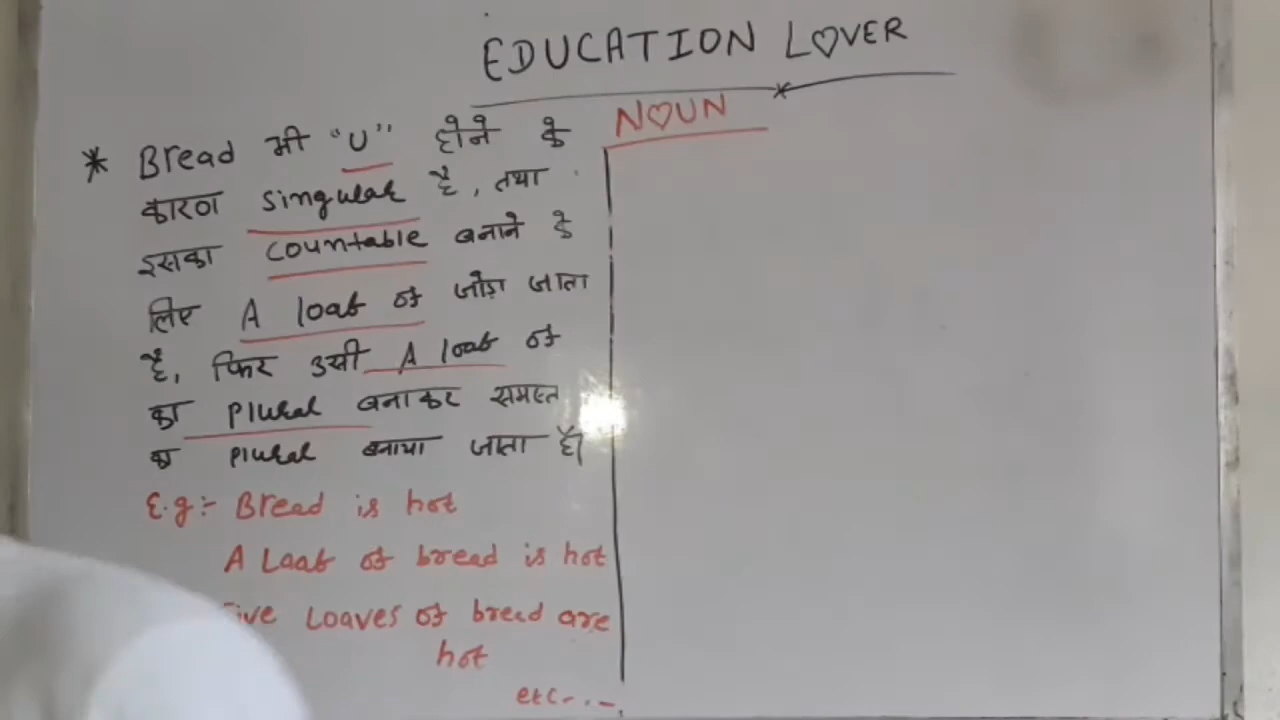 EDUCATION LOVER
NOUN
* Bread भी "U" होने के
कारण singular है, तथा
इसका countable बनाने के
लिए A loaf of जोड़ा जाता
है, फिर उसी A loaf of
का Plural बनाकर समस्त
का plural बनाया जाता है।
E.g:- Bread is hot
A Loaf of bread is hot
Five Loaves of bread are
hot
etc----